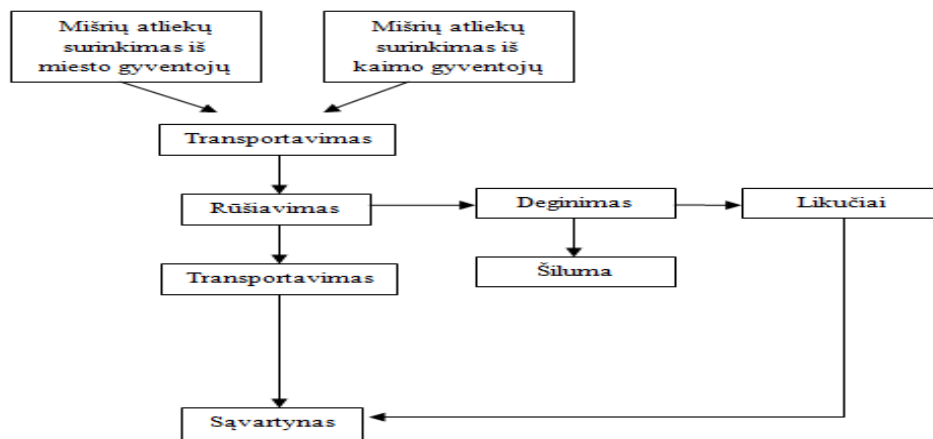 Mišrių atliekų
surinkimas iš
miesto gyventojų
Mišrių atliekų
surinkimas iš
kaimo gyventojų
Transportavimas
Rūšiavimas
Deginimas
Likučiai
Transportavimas
Šiluma
Sąvartynas